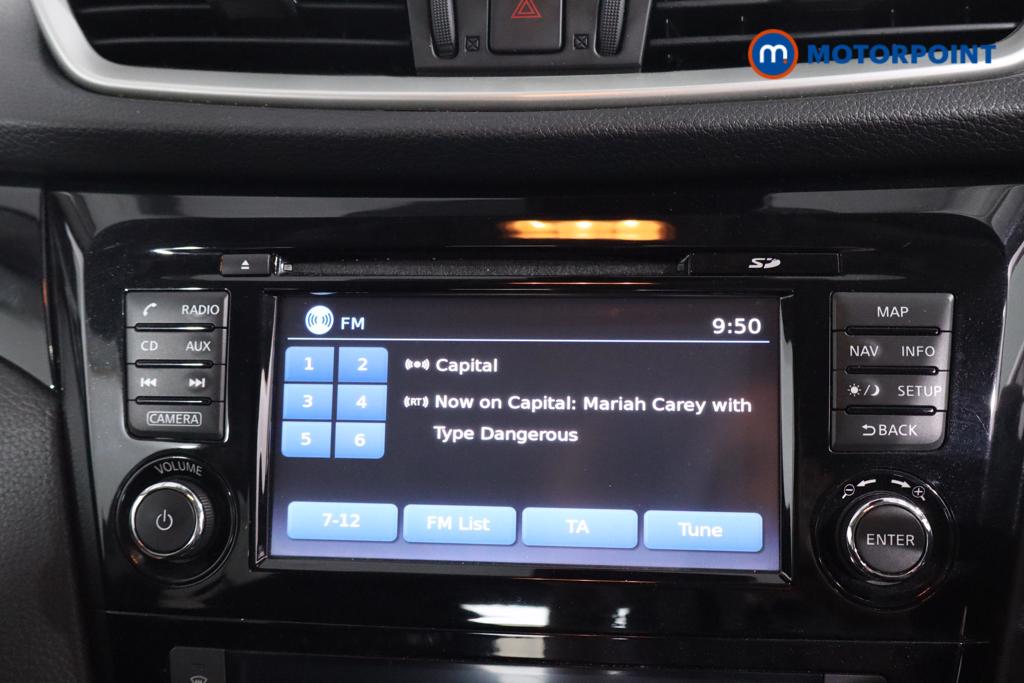 m MOTORPOINT
SD
RADIO
CD AUX
CAMERA
VOLUME
FM 9:50
1 2
3 4
5 6
Capital
(RT) Now on Capital: Mariah Carey with
Type Dangerous
7-12 FM List TA Tune
MAP
NAV INFO
SETUP
BACK
ENTER